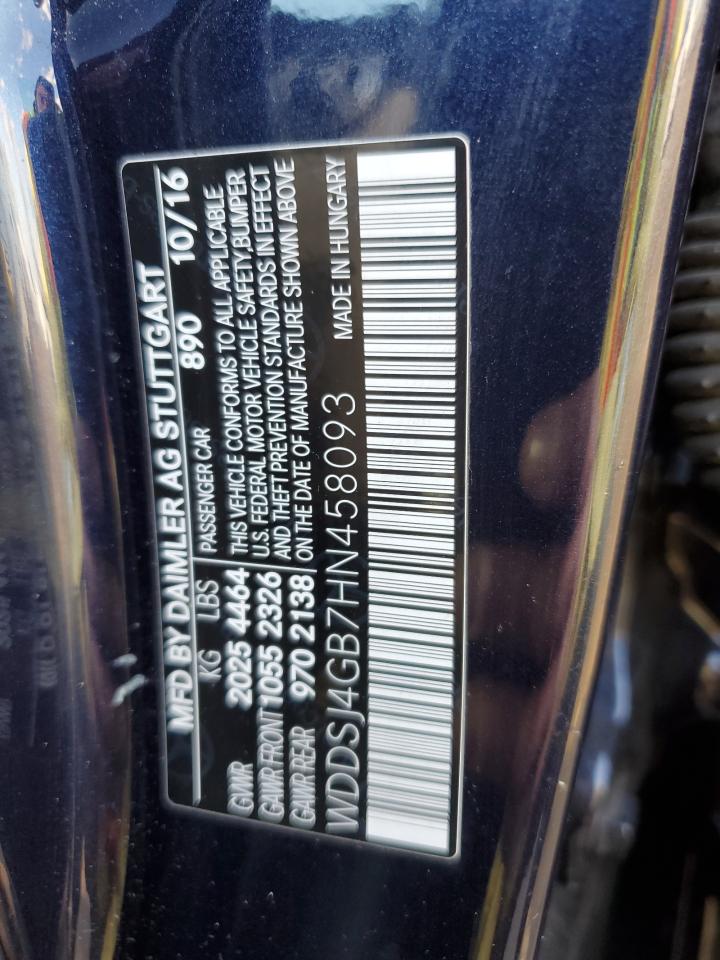 MFD BY DAIMLER AG STUTTGART
890 10/16
KG LBS PASSENGER CAR
GWR 2025 4464 THIS VEHICLE CONFORMS TO ALL APPLICABLE
GAWR FRONT 1055 2326 U.S. FEDERAL MOTOR VEHICLE SAFETY,BUMPER
GAWR REAR 970 2138 AND THEFT PREVENTION STANDARDS IN EFFECT
ON THE DATE OF MANUFACTURE SHOWN ABOVE
WDDSJ4GB7HN458093 MADE IN HUNGARY